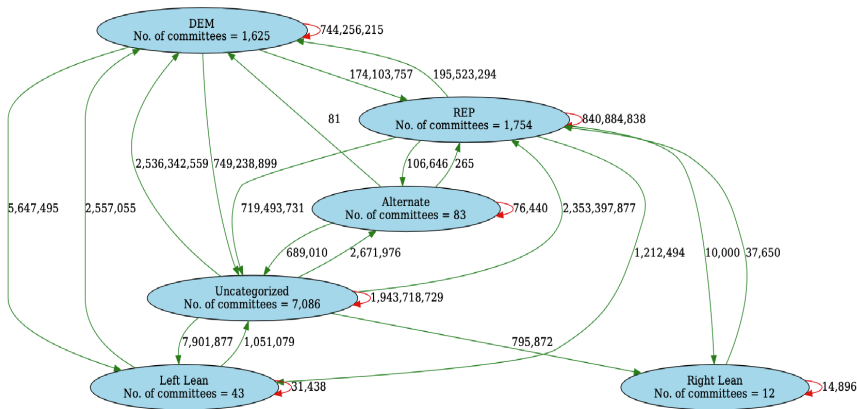 DEM
No. of committees = 1,625
744,256,215
174,103,757
195,523,294
REP
No. of committees = 1,754
840,884,838
81
2,536,342,559
749,238,899
106,646
265
Alternate
No. of committees = 83
76,440
5,647,495
2,557,055
719,493,731
2,353,397,877
1,212,494
10,000
37,650
689,010
2,671,976
Uncategorized
No. of committees = 7,086
1,943,718,729
7,901,877
1,051,079
795,872
Left Lean
No. of committees = 43
31,438
Right Lean
No. of committees = 12
14,896